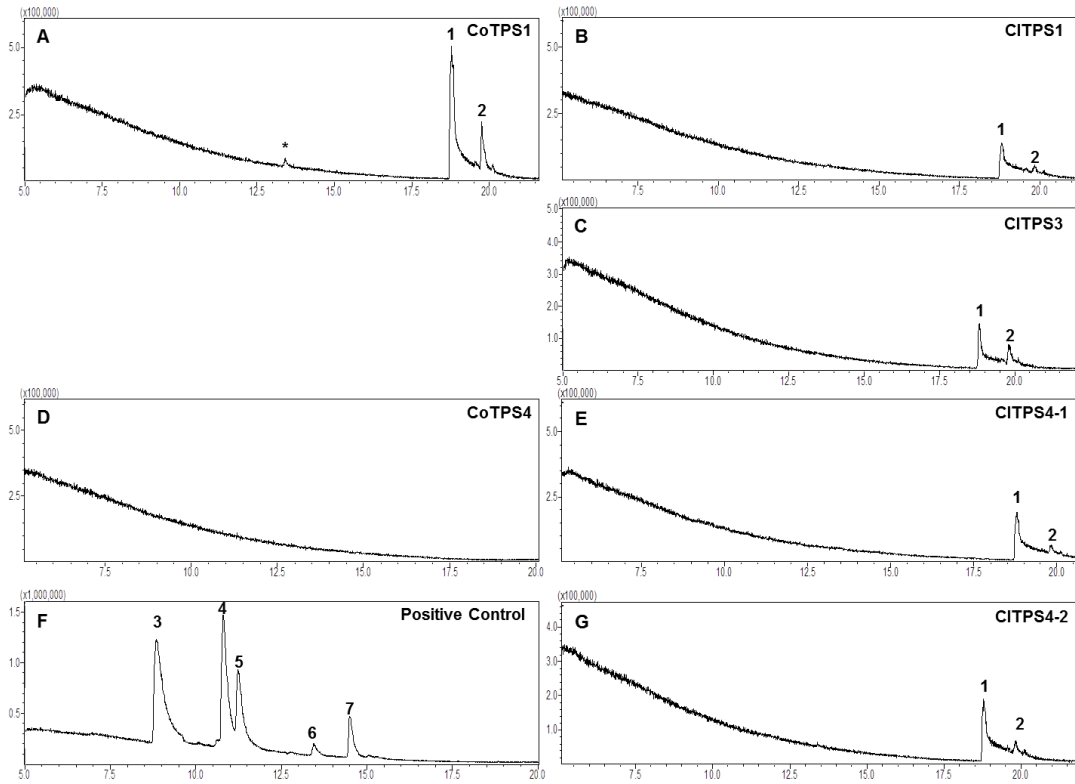 (x100,000)
A
CoTPS1
5.0
2.5
*
1
2
5.0 7.5 10.0 12.5 15.0 17.5 20.0
(x100,000)
B
ClTPS1
5.0
2.5
1
2
7.5 10.0 12.5 15.0 17.5 20.0
(x100,000)
5.0
C
ClTPS3
4.0
3.0
2.0
1.0
1
2
5.0 7.5 10.0 12.5 15.0 17.5 20.0
(x100,000)
D
CoTPS4
5.0
2.5
7.5 10.0 12.5 15.0 17.5 20.0
(x100,000)
E
ClTPS4-1
5.0
2.5
1
2
7.5 10.0 12.5 15.0 17.5 20.0
(x1,000,000)
F
Positive Control
1.5
1.0
0.5
3
4
5
6
7
5.0 7.5 10.0 12.5 15.0 17.5 20.0
(x100,000)
G
ClTPS4-2
4.0
3.0
2.0
1.0
1
2
7.5 10.0 12.5 15.0 17.5 20.0